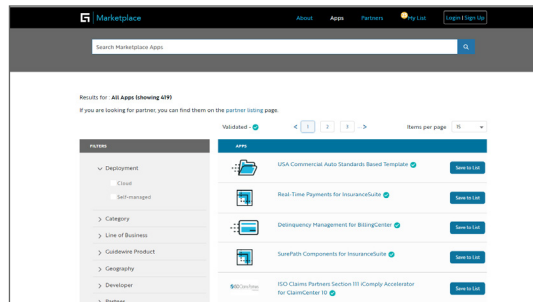 Marketplace
About Apps Partners My List Login | Sign Up
Search Marketplace Apps
Results for : All Apps (showing 419)
If you are looking for partner, you can find them on the partner listing page.
Validated - < 1 2 3 ... > Items per page 15
FILTERS
Deployment
Cloud
Self-managed
Category
Line of Business
Guidewire Product
Geography
Developer
Partner
APPS
USA Commercial Auto Standards Based Template
Save to List
Real-Time Payments for InsuranceSuite
Save to List
Delinquency Management for BillingCenter
Save to List
SurePath Components for InsuranceSuite
Save to List
ISO Claims Partners Section 111 iComply Accelerator
for ClaimCenter 10
Save to List